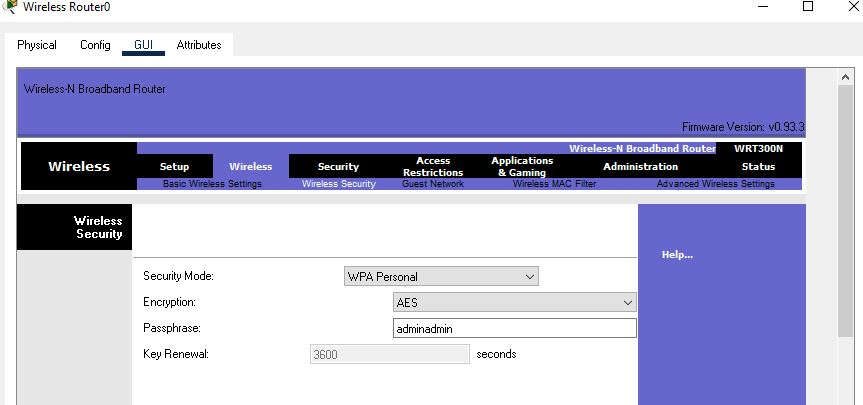 Wireless Router0
Physical Config GUI Attributes
Wireless-N Broadband Router
Firmware Version: v0.93.3
Wireless-N Broadband Router WRT300N
Wireless
Setup Wireless Security Access Restrictions Applications & Gaming Administration Status
Basic Wireless Settings Wireless Security Guest Network Wireless MAC Filter Advanced Wireless Settings
Wireless
Security
Help...
Security Mode: WPA Personal
Encryption: AES
Passphrase: adminadmin
Key Renewal: 3600 seconds